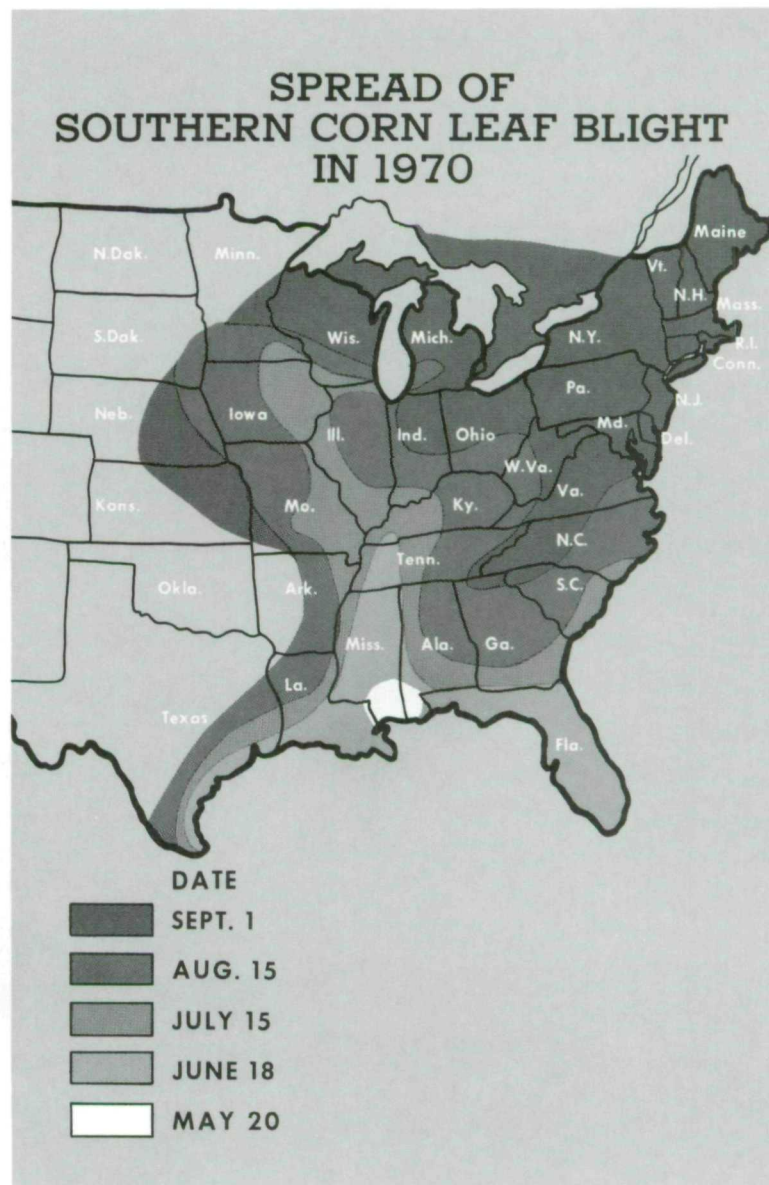 SPREAD OF
SOUTHERN CORN LEAF BLIGHT
IN 1970
Maine
N.Dak.
Minn.
Vt.
N.H.
Mass.
S.Dak.
Wis.
Mich.
N.Y.
R.I.
Conn.
Neb.
Iowa
Pa.
N.J.
Ill.
Ind.
Ohio
Md.
Del.
W.Va.
Kans.
Mo.
Ky.
Va.
N.C.
Tenn.
Okla.
Ark.
S.C.
Miss.
Ala.
Ga.
La.
Texas
Fla.
DATE
SEPT. 1
AUG. 15
JULY 15
JUNE 18
MAY 20